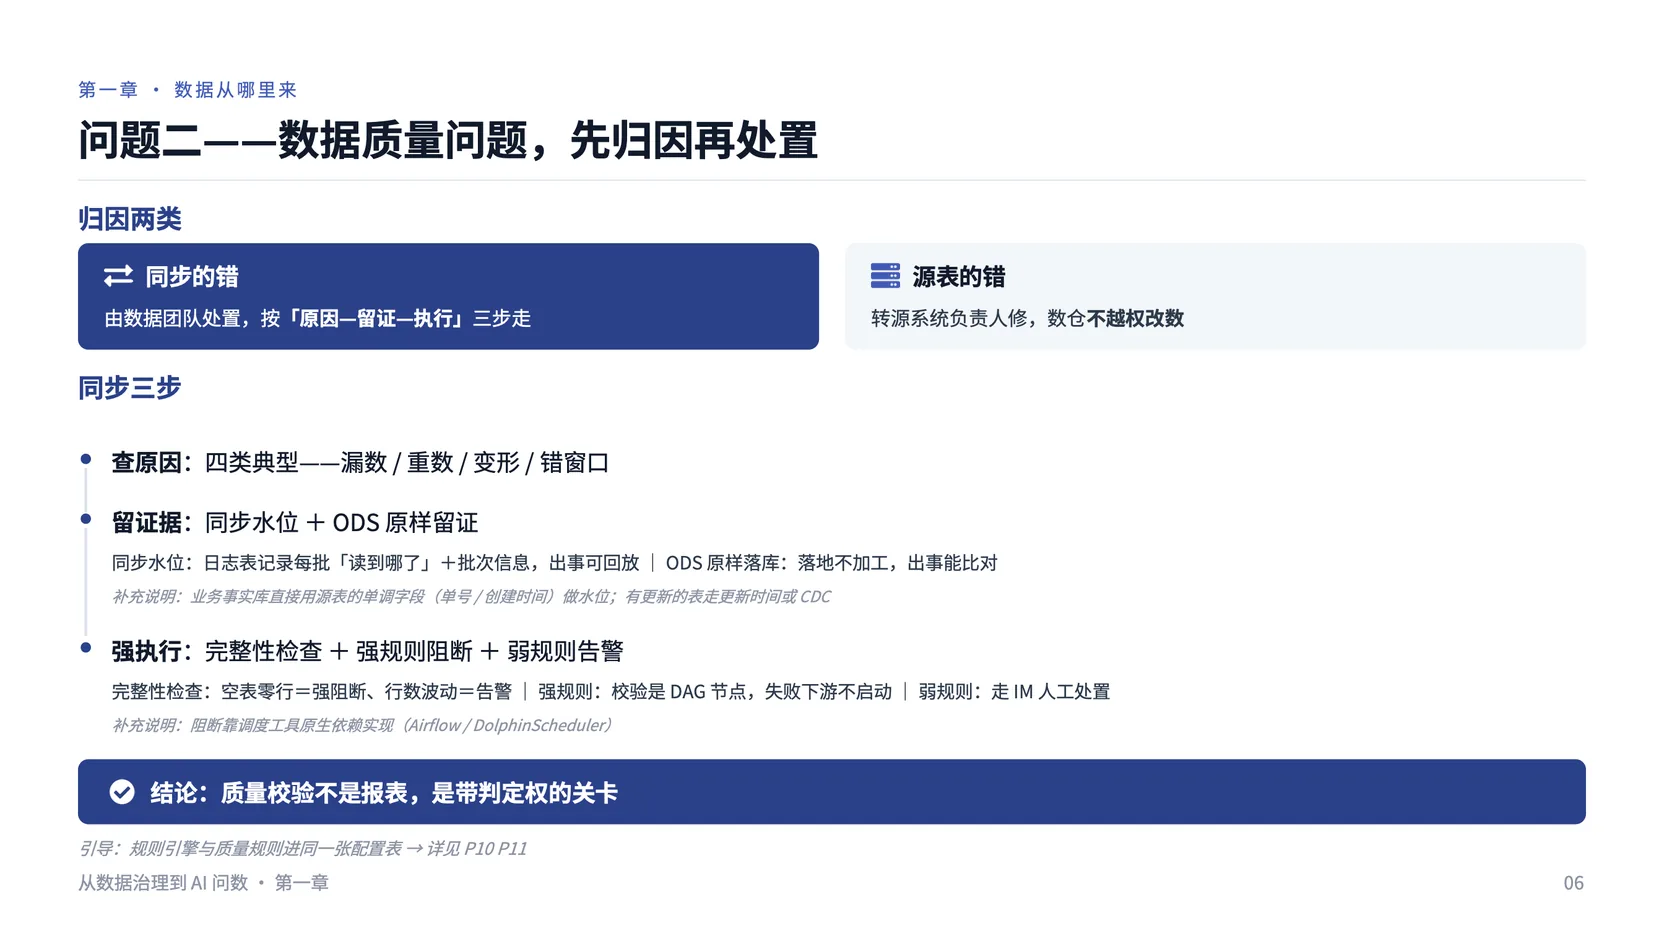 第一章 · 数据从哪里来
问题二——数据质量问题，先归因再处置
归因两类
同步的错
由数据团队处置，按「原因—留证—执行」三步走
源表的错
转源系统负责人修，数仓不越权改数
同步三步
查原因：四类典型——漏数 / 重数 / 变形 / 错窗口
留证据：同步水位 ＋ ODS 原样留证
同步水位：日志表记录每批「读到哪了」＋批次信息，出事可回放 ｜ ODS 原样落库：落地不加工，出事能比对
补充说明：业务事实库直接用源表的单调字段（单号 / 创建时间）做水位；有更新的表走更新时间或 CDC
强执行：完整性检查 ＋ 强规则阻断 ＋ 弱规则告警
完整性检查：空表零行＝强阻断、行数波动＝告警 ｜ 强规则：校验是 DAG 节点，失败下游不启动 ｜ 弱规则：走 IM 人工处置
补充说明：阻断靠调度工具原生依赖实现（Airflow / DolphinScheduler）
结论：质量校验不是报表，是带判定权的关卡
引导：规则引擎与质量规则进同一张配置表 → 详见 P10 P11
从数据治理到 AI 问数 · 第一章
06